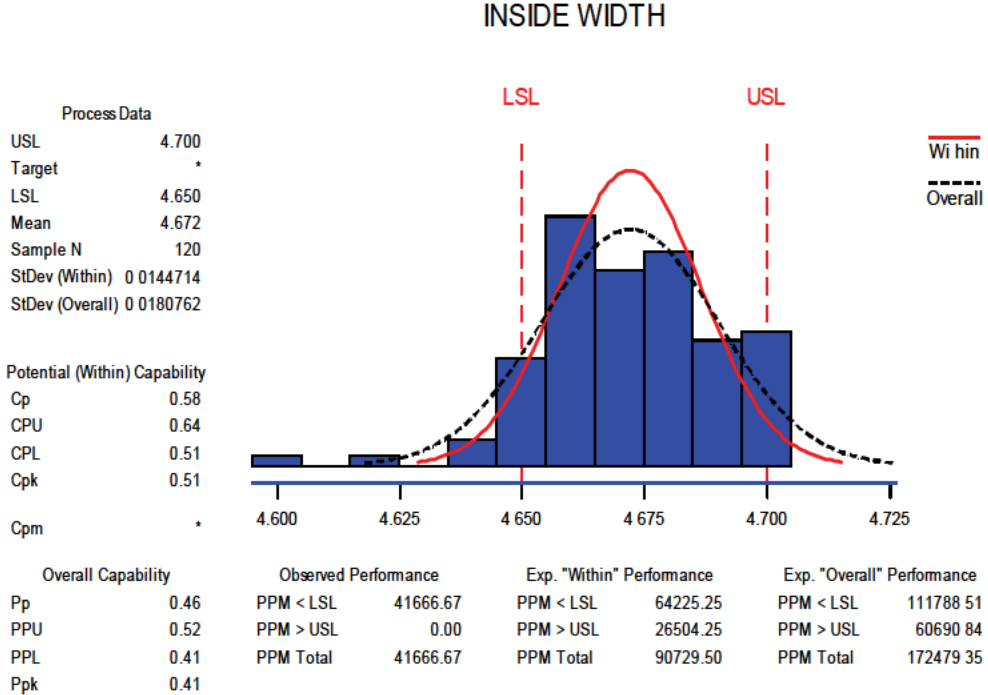 INSIDE WIDTH
LSL USL
Process Data
USL 4.700
Target *
LSL 4.650
Mean 4.672
Sample N 120
StDev (Within) 0 0144714
StDev (Overall) 0 0180762
Wi hin
Overall
Potential (Within) Capability
Cp 0.58
CPU 0.64
CPL 0.51
Cpk 0.51
Cpm *
4.600 4.625 4 650 4 675 4.700 4.725
Overall Capability
Pp 0.46
PPU 0.52
PPL 0.41
Ppk 0.41
Observed Performance
PPM < LSL 41666.67
PPM > USL 0.00
PPM Total 41666.67
Exp. "Within" Performance
PPM < LSL 64225.25
PPM > USL 26504.25
PPM Total 90729.50
Exp. "Overall" Performance
PPM < LSL 111788 51
PPM > USL 60690 84
PPM Total 172479 35